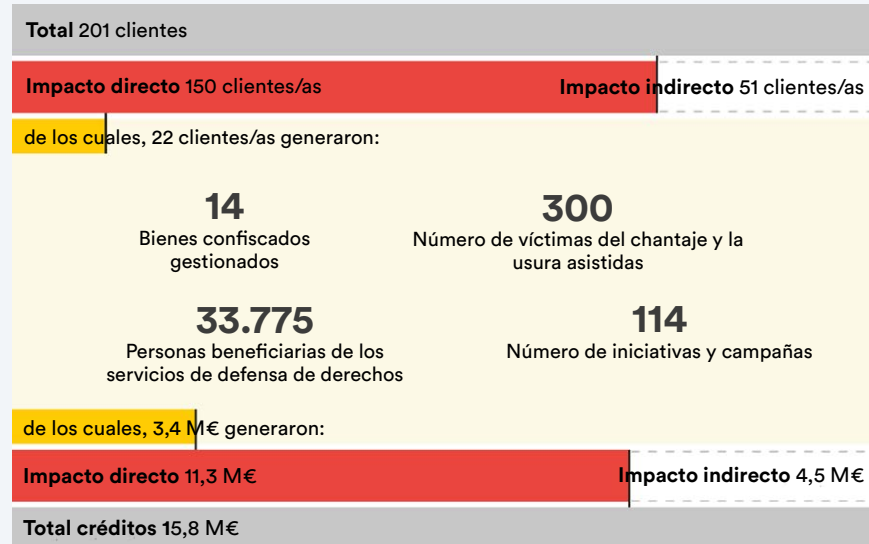 Total 201 clientes
Impacto directo 150 clientes/as
Impacto indirecto 51 clientes/as
de los cuales, 22 clientes/as generaron:
14
Bienes confiscados
gestionados
300
Número de víctimas del chantaje y la
usura asistidas
33.775
Personas beneficiarias de los
servicios de defensa de derechos
114
Número de iniciativas y campañas
de los cuales, 3,4 M€ generaron:
Impacto directo 11,3 M€
Impacto indirecto 4,5 M€
Total créditos 15,8 M€